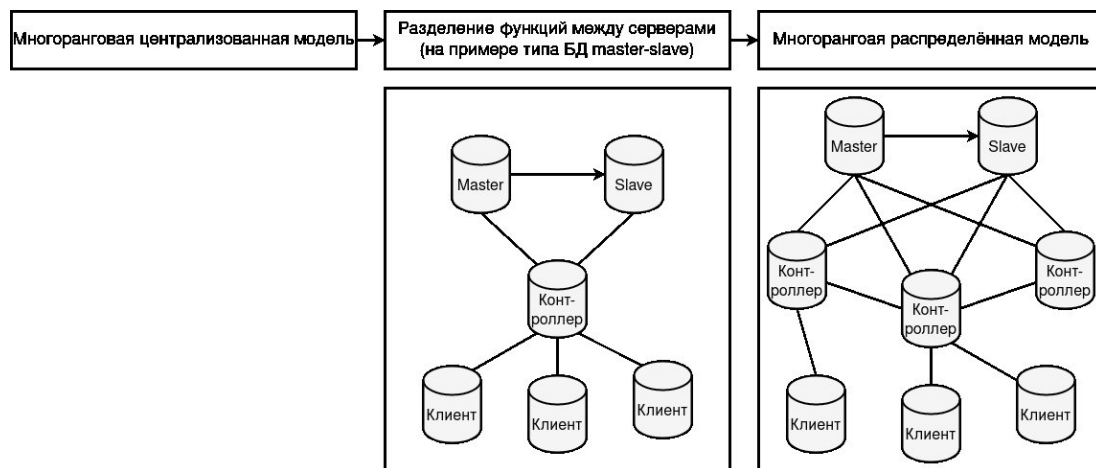 Многоранговая централизованная модель
Разделение функций между серверами
(на примере типа БД master-slave)
Многорангоая распределённая модель
Master
Slave
Конт-
роллер
Клиент
Клиент
Клиент
Master
Slave
Конт-
роллер
Конт-
роллер
Конт-
роллер
Клиент
Клиент
Клиент